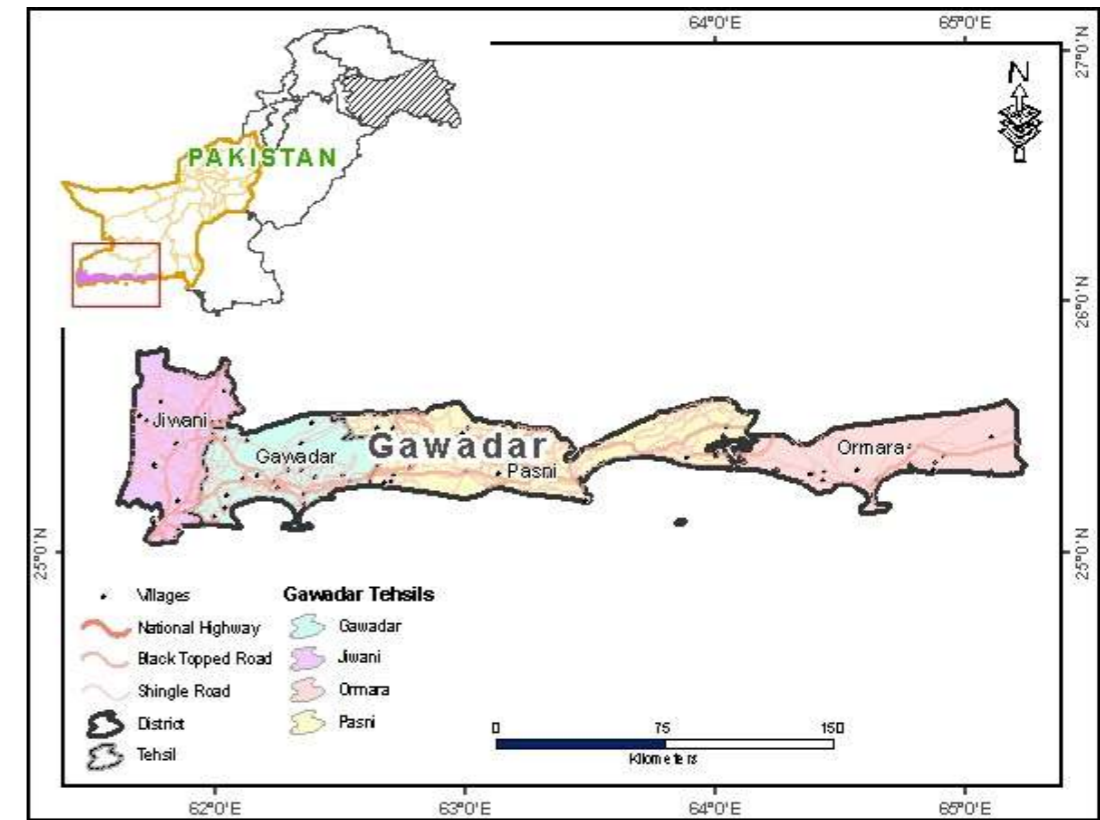 64°0'E 65°0'E
27°0'N
N
PAKISTAN
26°0'N
Jiwani
Gawadar
Gawadar
Pasni
Ormara
25°0'N 25°0'N
Villages Gawadar Tehsils
National Highway Gawadar
Black Topped Road Jiwani
Shingle Road Ormara
District Pasni
Tehsil
0 75 150
Kilometers
62°0'E 63°0'E 64°0'E 65°0'E